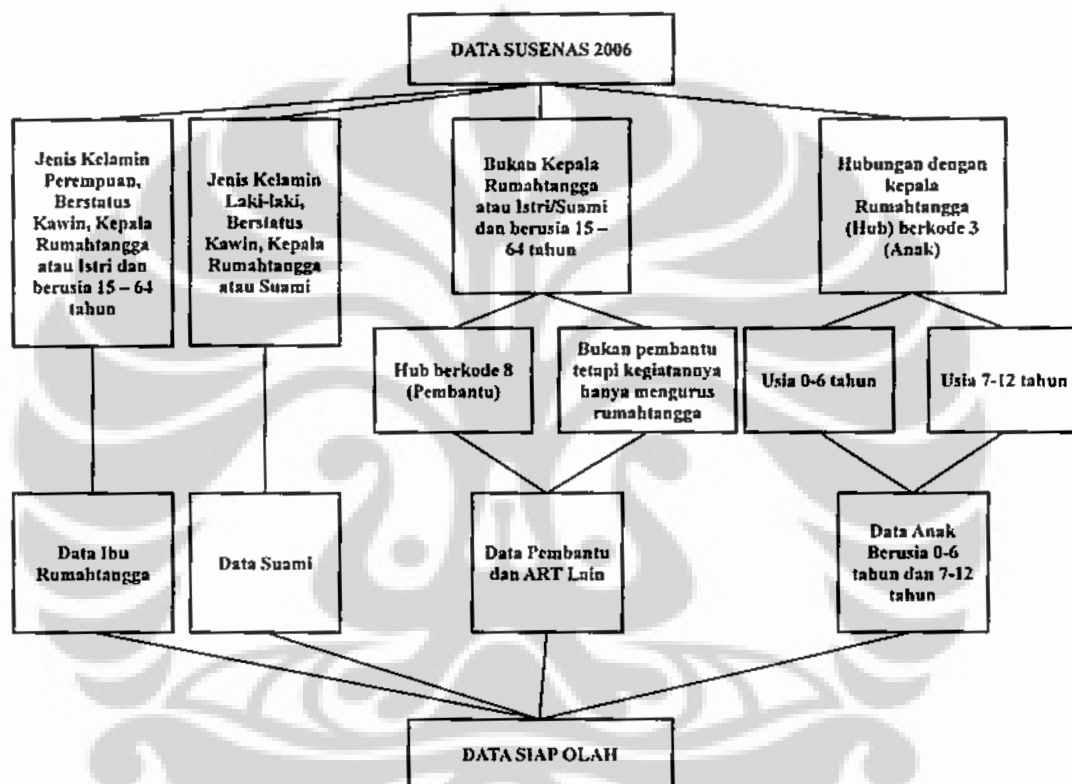 DATA SUSENAS 2006
Jenis Kelamin
Perempuan,
Berstatus
Kawin, Kepala
Rumahtangga
atau Istri dan
berusia 15 – 64
tahun
Jenis Kelamin
Laki-laki,
Berstatus
Kawin, Kepala
Rumahtangga
atau Suami
Bukan Kepala
Rumahtangga
atau Istri/Suami
dan berusia 15 –
64 tahun
Hubungan dengan
kepala
Rumahtangga
(Hub) berkode 3
(Anak)
Hub berkode 8
(Pembantu)
Bukan pembantu
tetapi kegiatannya
hanya mengurus
rumahtangga
Usia 0-6 tahun
Usia 7-12 tahun
Data Ibu
Rumahtangga
Data Suami
Data Pembantu
dan ART Lain
Data Anak
Berusia 0-6
tahun dan 7-12
tahun
DATA SIAP OLAH